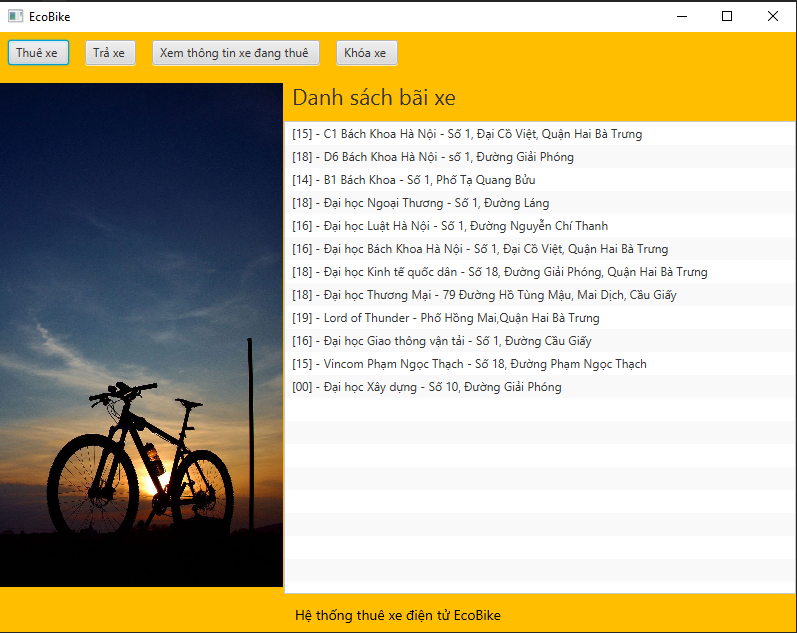 EcoBike
Thuê xe
Trả xe
Xem thông tin xe đang thuê
Khóa xe
Danh sách bãi xe
[15] - C1 Bách Khoa Hà Nội - Số 1, Đại Cồ Việt, Quận Hai Bà Trưng
[18] - D6 Bách Khoa Hà Nội - số 1, Đường Giải Phóng
[14] - B1 Bách Khoa - Số 1, Phố Tạ Quang Bửu
[18] - Đại học Ngoại Thương - Số 1, Đường Láng
[16] - Đại học Luật Hà Nội - Số 1, Đường Nguyễn Chí Thanh
[16] - Đại học Bách Khoa Hà Nội - Số 1, Đại Cồ Việt, Quận Hai Bà Trưng
[18] - Đại học Kinh tế quốc dân - Số 18, Đường Giải Phóng, Quận Hai Bà Trưng
[18] - Đại học Thương Mại - 79 Đường Hồ Tùng Mậu, Mai Dịch, Cầu Giấy
[19] - Lord of Thunder - Phố Hồng Mai,Quận Hai Bà Trưng
[16] - Đại học Giao thông vận tải - Số 1, Đường Cầu Giấy
[15] - Vincom Phạm Ngọc Thạch - Số 18, Đường Phạm Ngọc Thạch
[00] - Đại học Xây dựng - Số 10, Đường Giải Phóng
Hệ thống thuê xe điện tử EcoBike